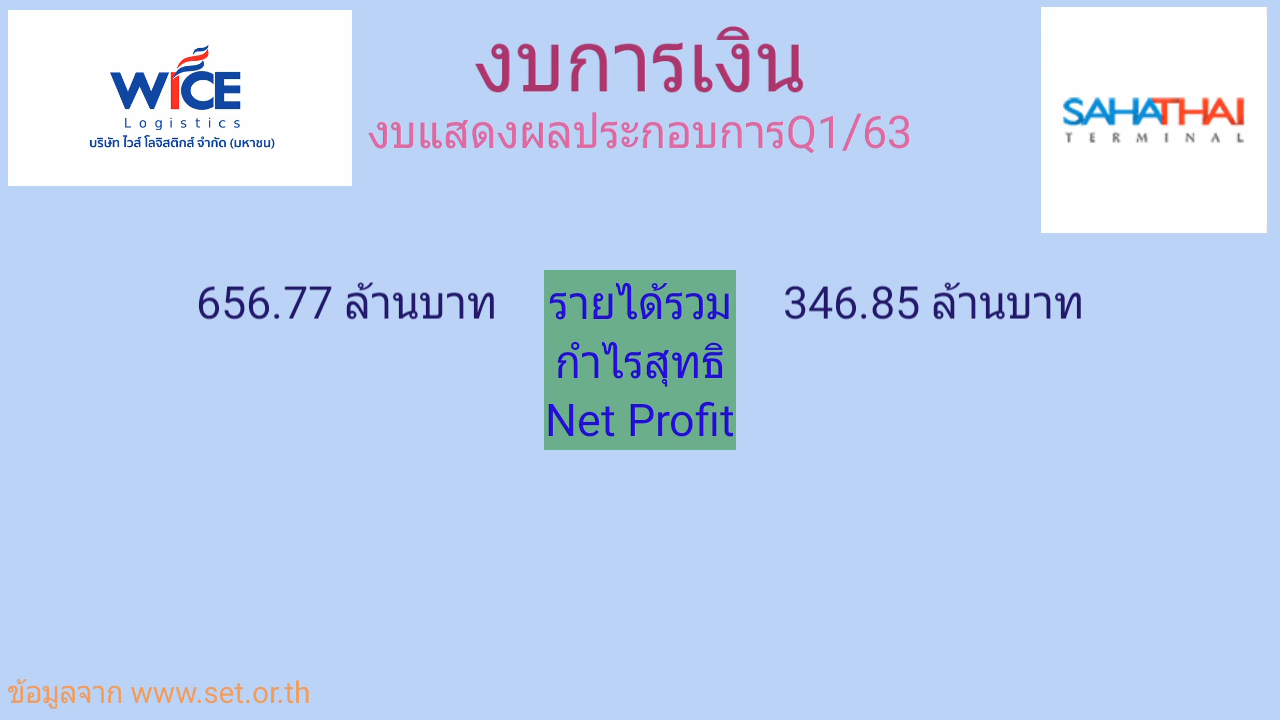 WICE
Logistics
บริษัท ไวส์ โลจิสติกส์ จำกัด (มหาชน)
งบการเงิน
งบแสดงผลประกอบการQ1/63
SAHATHAI
TERMINAL
656.77 ล้านบาท
รายได้รวม
346.85 ล้านบาท
กำไรสุทธิ
Net Profit
ข้อมูลจาก www.set.or.th